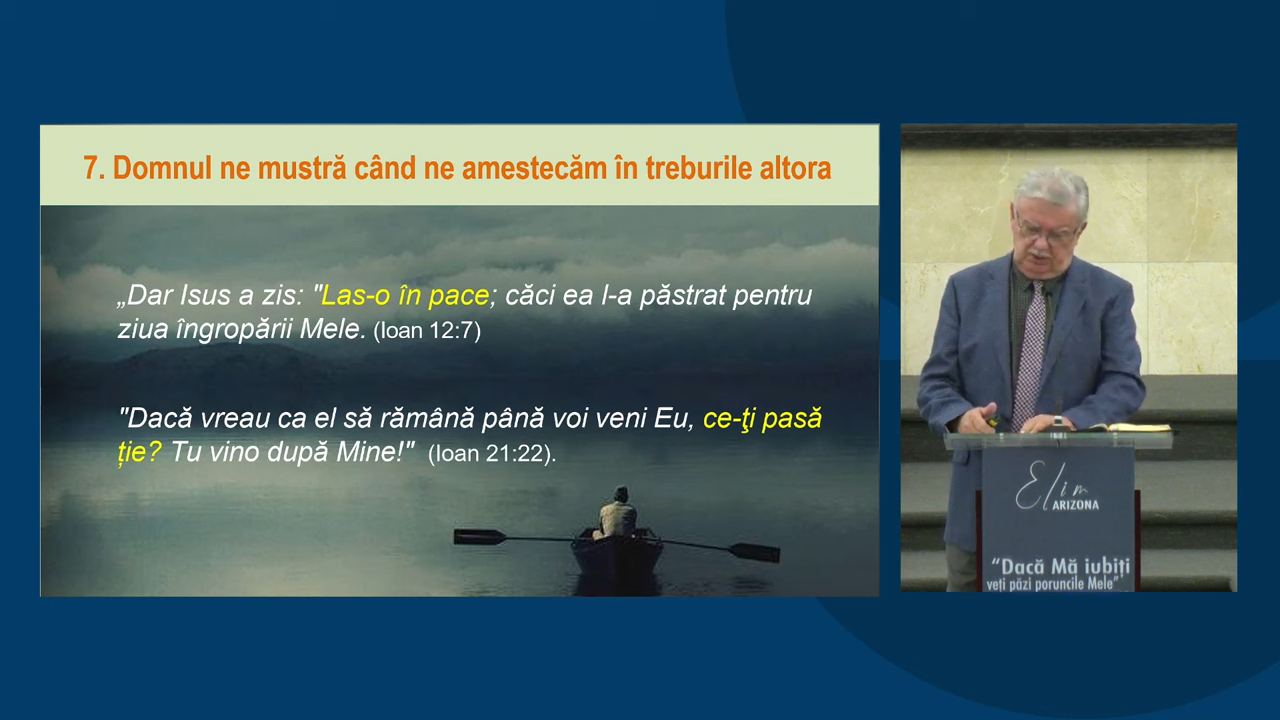 7. Domnul ne mustră când ne amestecăm în treburile altora
„Dar Isus a zis: "Las-o în pace; căci ea l-a păstrat pentru
ziua îngropării Mele. (Ioan 12:7)
"Dacă vreau ca el să rămână până voi veni Eu, ce-ţi pasă
ție? Tu vino după Mine!" (Ioan 21:22).
Elim
ARIZONA
“Dacă Mă iubiți
veți păzi poruncile Mele”